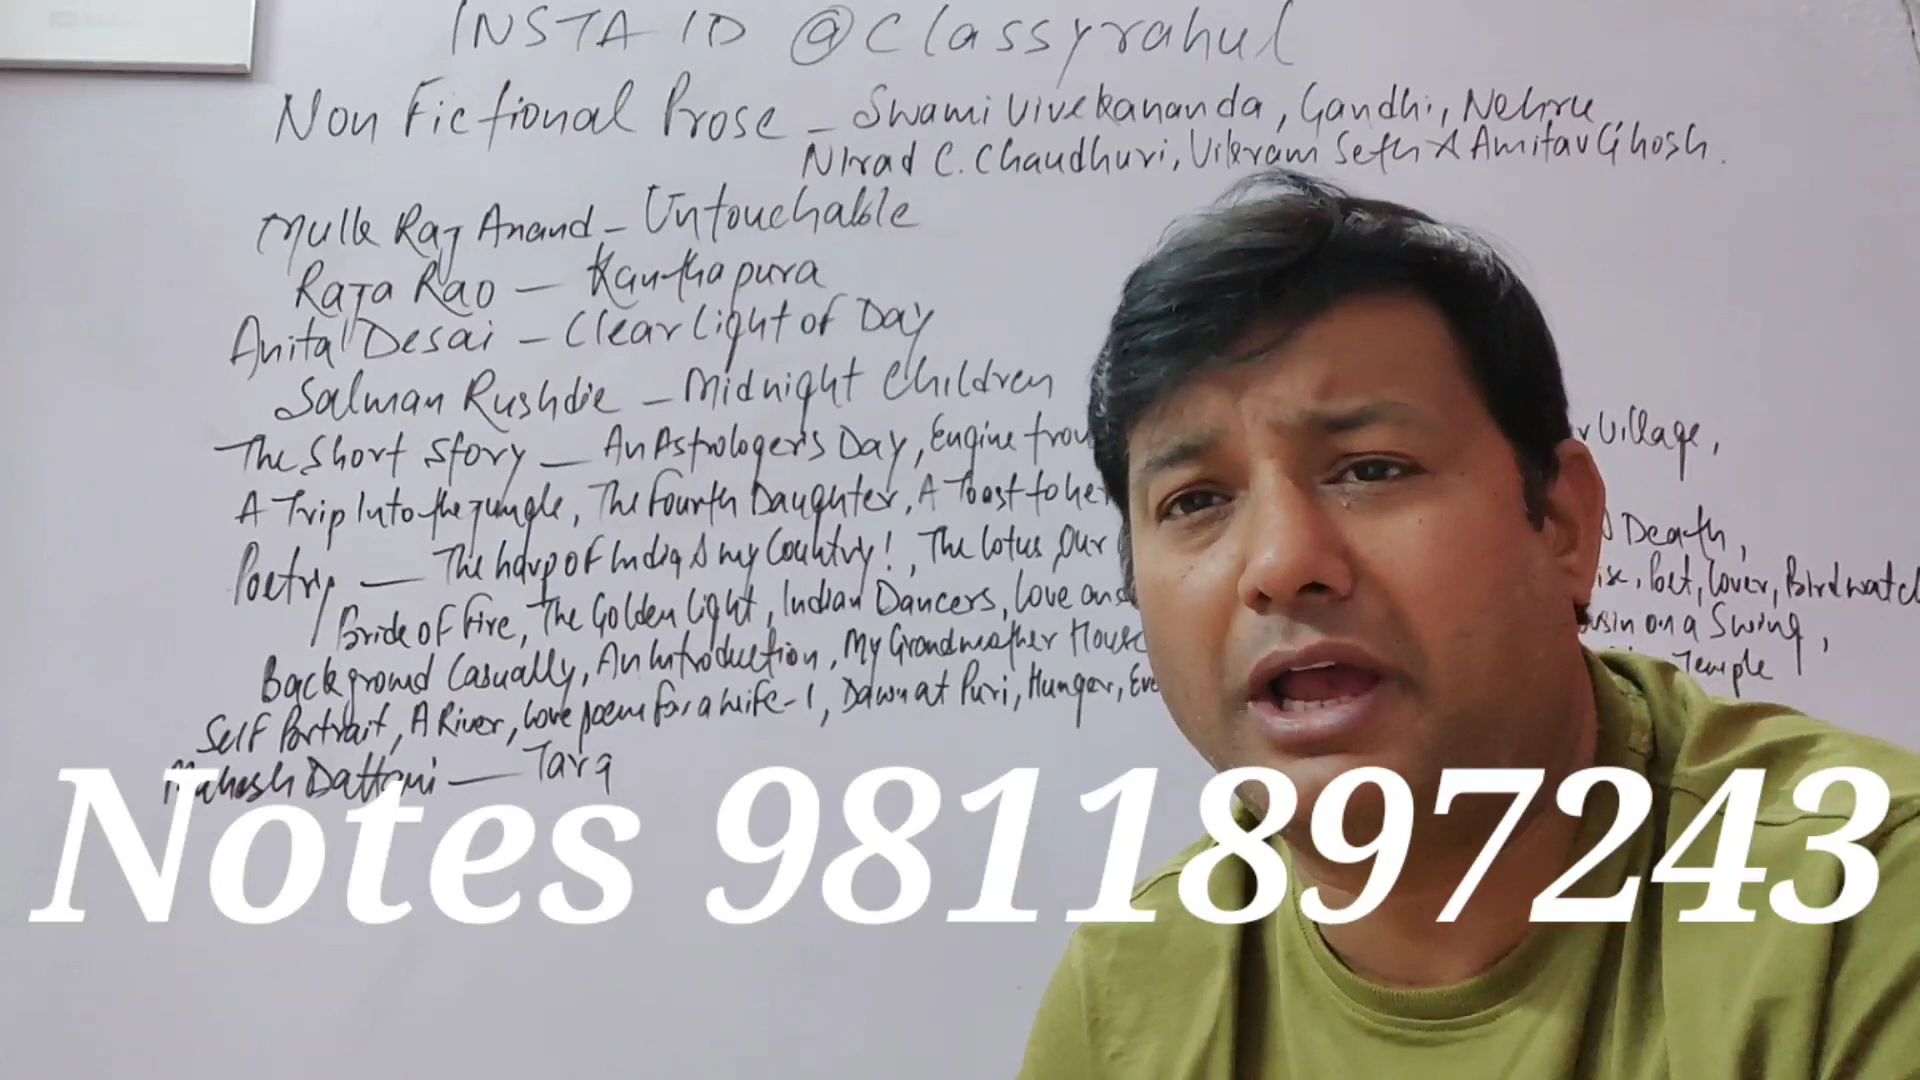 INSTA ID @Classyrahul
Non Fictional Prose - Swami Vivekananda, Gandhi, Nehru,
Nirad C. Chaudhuri, Vikram Seth & Amitav Ghosh.
Mulk Raj Anand - Untouchable
Raja Rao - Kanthapura
Anita Desai - Clear Light of Day
Salman Rushdie - Midnight Children
The Short Story - An Astrologer's Day, Engine Village,
A Trip Into the Jungle, The Fourth Daughter, A Toast to
Death,
Poetry - The harp of India & my Country!, The Lotus, Our
Poet, Lover, Birdwatch
Bride of Fire, The Golden Light, Indian Dancers, Love and
on a Swing,
Background Casually, An Introduction, My Grandmother House
Temple
Self Portrait, A River, Love poem for a wife-1, Dawn at Puri, Hunger,
Mahesh Dattani - Tara
Notes 9811897243